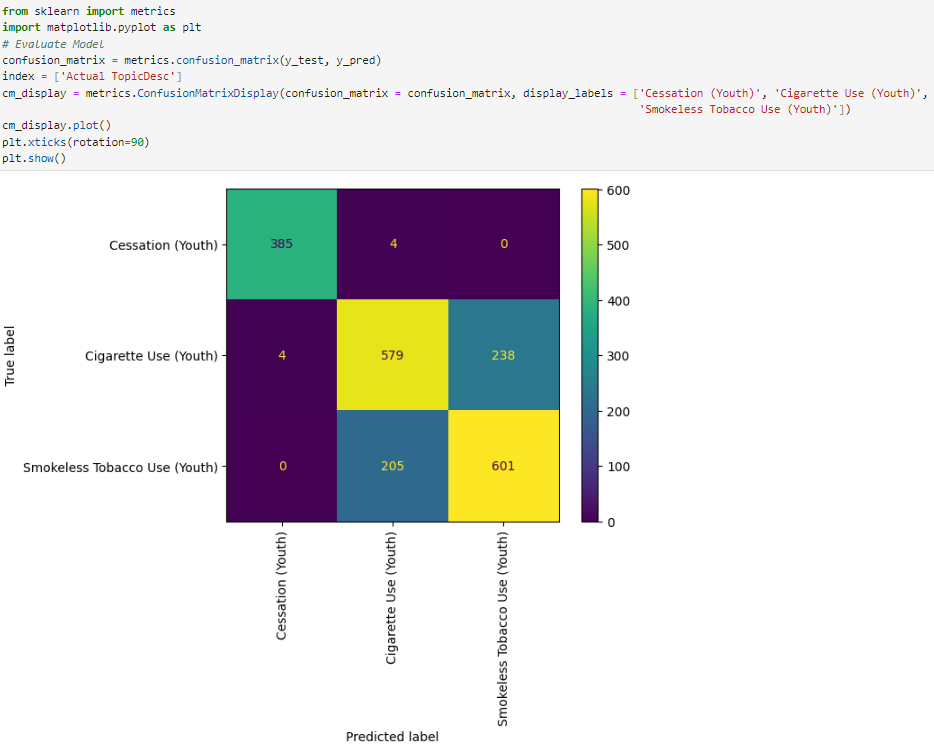 from sklearn import metrics
import matplotlib.pyplot as plt
# Evaluate Model
confusion_matrix = metrics.confusion_matrix(y_test, y_pred)
index = ['Actual TopicDesc']
cm_display = metrics.ConfusionMatrixDisplay(confusion_matrix = confusion_matrix, display_labels = ['Cessation (Youth)', 'Cigarette Use (Youth)',
'Smokeless Tobacco Use (Youth)'])
cm_display.plot()
plt.xticks(rotation=90)
plt.show()
600
Cessation (Youth)
385
4
0
500
400
True label
Cigarette Use (Youth)
4
579
238
300
200
Smokeless Tobacco Use (Youth)
0
205
601
100
0
Cessation (Youth)
Cigarette Use (Youth)
Smokeless Tobacco Use (Youth)
Predicted label